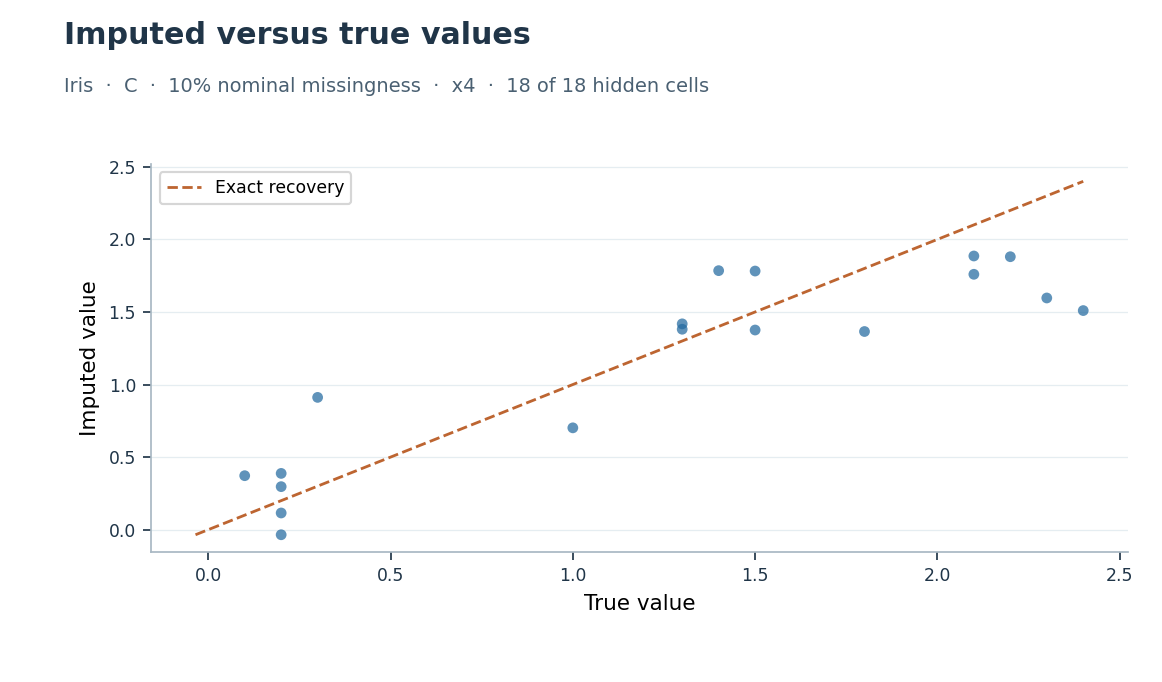 Imputed versus true values
Iris · C · 10% nominal missingness · x4 · 18 of 18 hidden cells
2.5
Exact recovery
2.0
1.5
1.0
0.5
0.0
Imputed value
0.0 0.5 1.0 1.5 2.0 2.5
True value